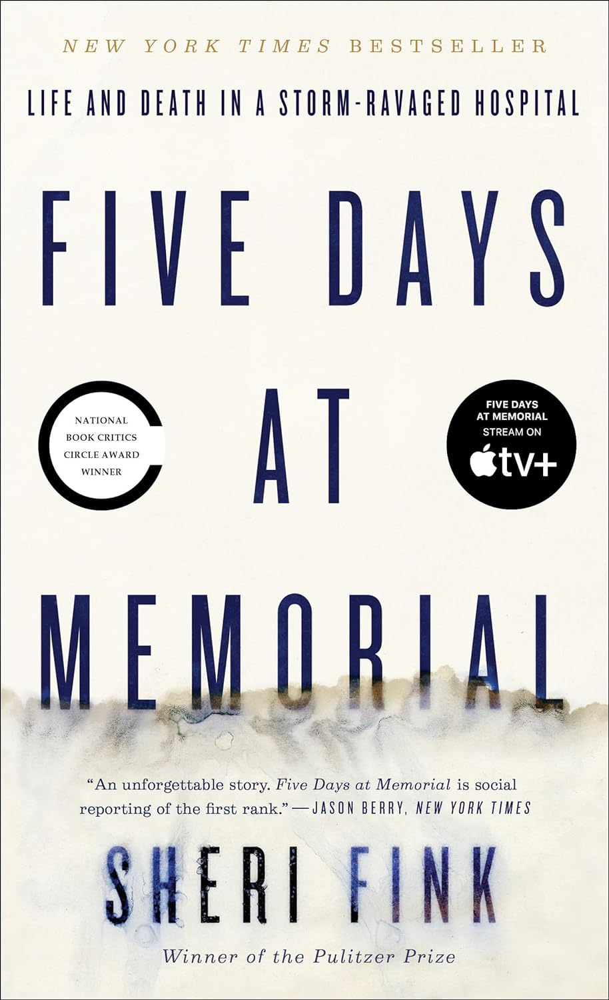 NEW YORK TIMES BESTSELLER
LIFE AND DEATH IN A STORM-RAVAGED HOSPITAL
FIVE DAYS
AT
MEMORIAL
NATIONAL
BOOK CRITICS
CIRCLE AWARD
WINNER
FIVE DAYS
AT MEMORIAL
STREAM ON
tv+
“An unforgettable story. Five Days at Memorial is social
reporting of the first rank.”—JASON BERRY, NEW YORK TIMES
SHERI FINK
Winner of the Pulitzer Prize